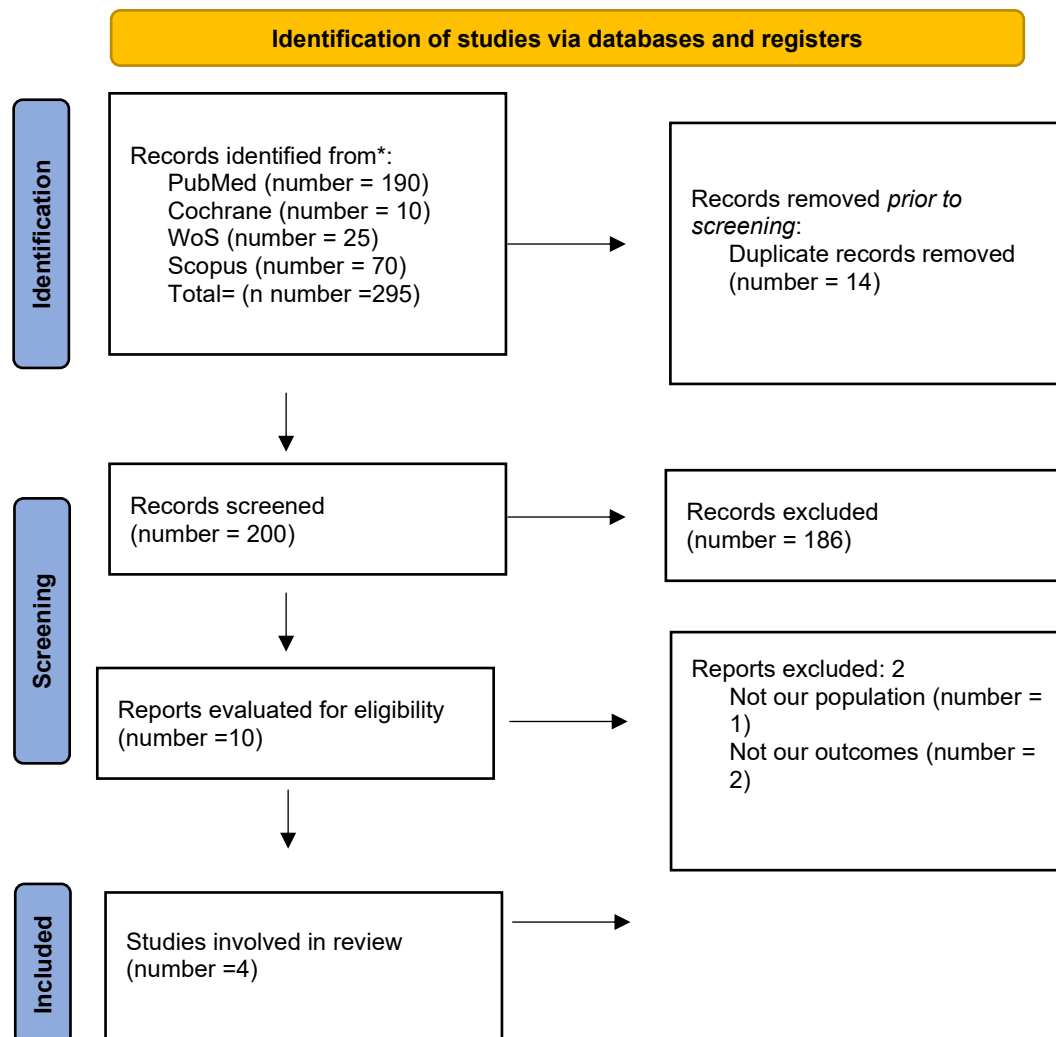 Identification of studies via databases and registers
Identification
Records identified from*:
PubMed (number = 190)
Cochrane (number = 10)
WoS (number = 25)
Scopus (number = 70)
Total= (n number =295)
Records removed prior to
screening:
Duplicate records removed
(number = 14)
Screening
Records screened
(number = 200)
Records excluded
(number = 186)
Reports evaluated for eligibility
(number =10)
Reports excluded: 2
Not our population (number =
1)
Not our outcomes (number =
2)
Included
Studies involved in review
(number =4)